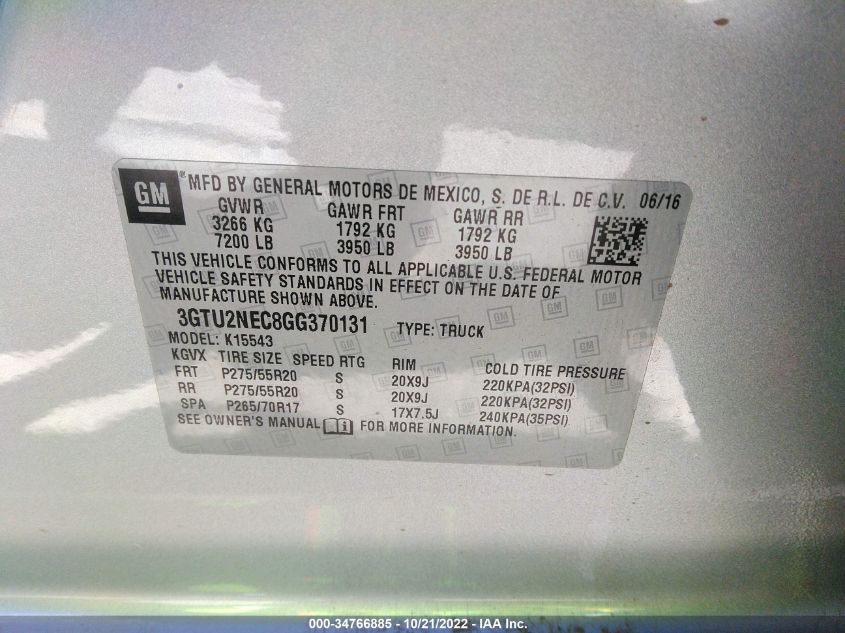 GM ® MFD BY GENERAL MOTORS DE MEXICO, S. DE R.L. DE C.V. 06/16
GVWR GAWR FRT GAWR RR
3266 KG 1792 KG 1792 KG
7200 LB 3950 LB 3950 LB
THIS VEHICLE CONFORMS TO ALL APPLICABLE U.S. FEDERAL MOTOR
VEHICLE SAFETY STANDARDS IN EFFECT ON THE DATE OF
MANUFACTURE SHOWN ABOVE.
3GTU2NEC8GG370131 TYPE: TRUCK
MODEL: K15543
KGVX TIRE SIZE SPEED RTG RIM COLD TIRE PRESSURE
FRT P275/55R20 S 20X9J 220KPA(32PSI)
RR P275/55R20 S 20X9J 220KPA(32PSI)
SPA P265/70R17 S 17X7.5J 240KPA(35PSI)
SEE OWNER'S MANUAL FOR MORE INFORMATION.
000-34766885 - 10/21/2022 - IAA Inc.